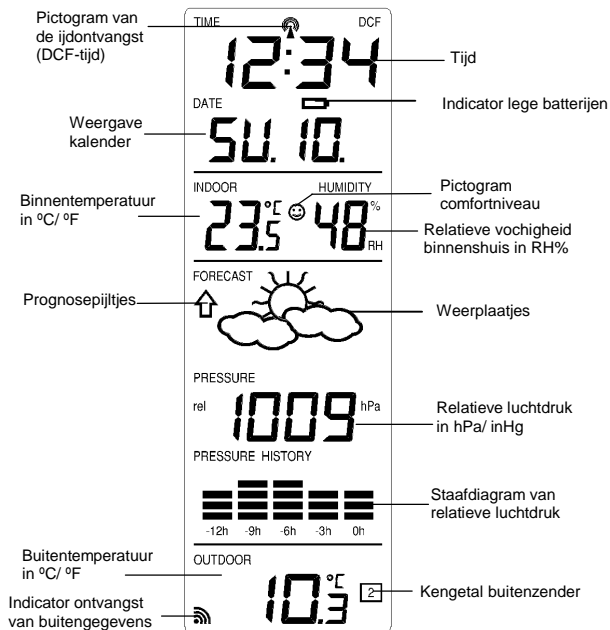 Pictogram van
de ijdontvangst
(DCF-tijd)
TIME
DCF
12:34
Tijd
DATE
Indicator lege batterijen
Weergave
kalender
SU. 10.
INDOOR
HUMIDITY
Pictogram
comfortniveau
Binnentemperatuur
in ºC/ ºF
23.5 °C
48 %
RH
Relatieve vochigheid
binnenshuis in RH%
FORECAST
Prognosepijltjes
Weerplaatjes
PRESSURE
rel
1009
hPa
Relatieve luchtdruk
in hPa/ inHg
PRESSURE HISTORY
Staafdiagram van
relatieve luchtdruk
-12h -9h -6h -3h 0h
OUTDOOR
Buitentemperatuur
in ºC/ ºF
10.3 °C
2
Kengetal buitenzender
Indicator ontvangst
van buitengegevens